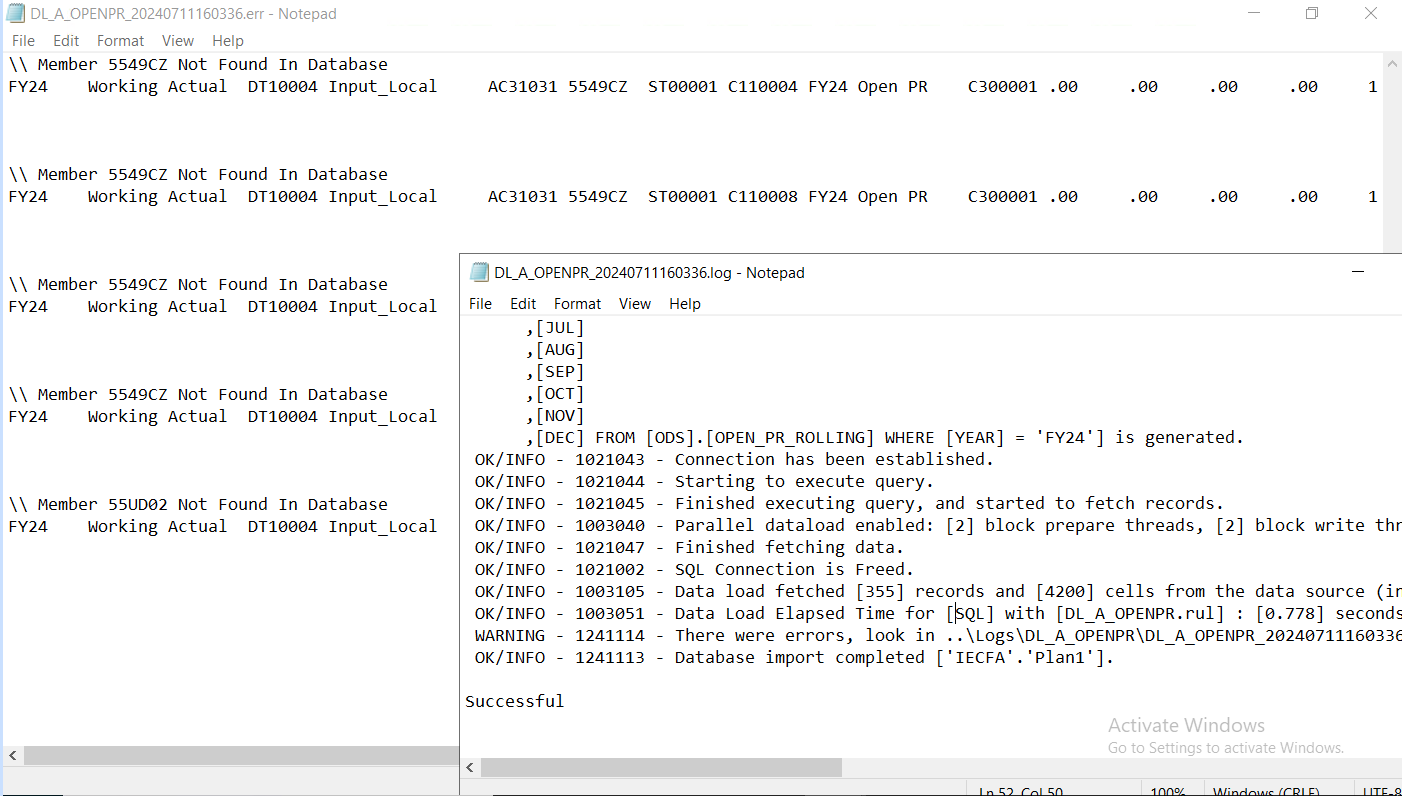 DL_A_OPENPR_20240711160336.err - Notepad
File Edit Format View Help
\\ Member 5549CZ Not Found In Database
FY24 Working Actual DT10004 Input_Local AC31031 5549CZ ST00001 C110004 FY24 Open PR C300001 .00 .00 .00 .00 1
\\ Member 5549CZ Not Found In Database
FY24 Working Actual DT10004 Input_Local AC31031 5549CZ ST00001 C110008 FY24 Open PR C300001 .00 .00 .00 .00 1
\\ Member 5549CZ Not Found In Database
FY24 Working Actual DT10004 Input_Local
\\ Member 5549CZ Not Found In Database
FY24 Working Actual DT10004 Input_Local
\\ Member 55UD02 Not Found In Database
FY24 Working Actual DT10004 Input_Local
DL_A_OPENPR_20240711160336.log - Notepad
File Edit Format View Help
,[JUL]
,[AUG]
,[SEP]
,[OCT]
,[NOV]
,[DEC] FROM [ODS].[OPEN_PR_ROLLING] WHERE [YEAR] = 'FY24'] is generated.
OK/INFO - 1021043 - Connection has been established.
OK/INFO - 1021044 - Starting to execute query.
OK/INFO - 1021045 - Finished executing query, and started to fetch records.
OK/INFO - 1003040 - Parallel dataload enabled: [2] block prepare threads, [2] block write thr
OK/INFO - 1021047 - Finished fetching data.
OK/INFO - 1021002 - SQL Connection is Freed.
OK/INFO - 1003105 - Data load fetched [355] records and [4200] cells from the data source (in
OK/INFO - 1003051 - Data Load Elapsed Time for [SQL] with [DL_A_OPENPR.rul] : [0.778] seconds
WARNING - 1241114 - There were errors, look in ..\Logs\DL_A_OPENPR\DL_A_OPENPR_20240711160336
OK/INFO - 1241113 - Database import completed ['IECFA'.'Plan1'].
Successful
Activate Windows
Go to Settings to activate Windows.
Ln 52, Col 50 100% Windows (CRLF) UTF-8